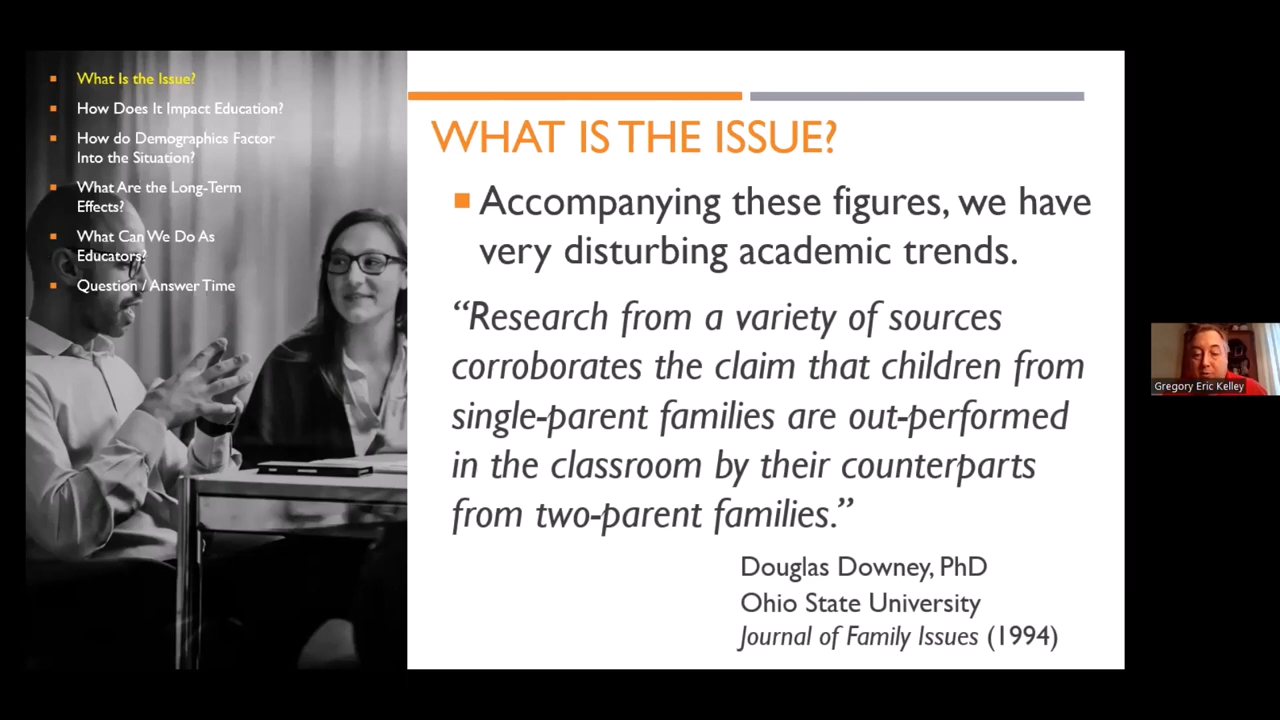 What Is the Issue?
How Does It Impact Education?
How do Demographics Factor
Into the Situation?
What Are the Long-Term
Effects?
What Can We Do As
Educators?
Question / Answer Time
WHAT IS THE ISSUE?
Accompanying these figures, we have
very disturbing academic trends.
“Research from a variety of sources
corroborates the claim that children from
single-parent families are out-performed
in the classroom by their counterparts
from two-parent families.”
Douglas Downey, PhD
Ohio State University
Journal of Family Issues (1994)
Gregory Eric Kelley